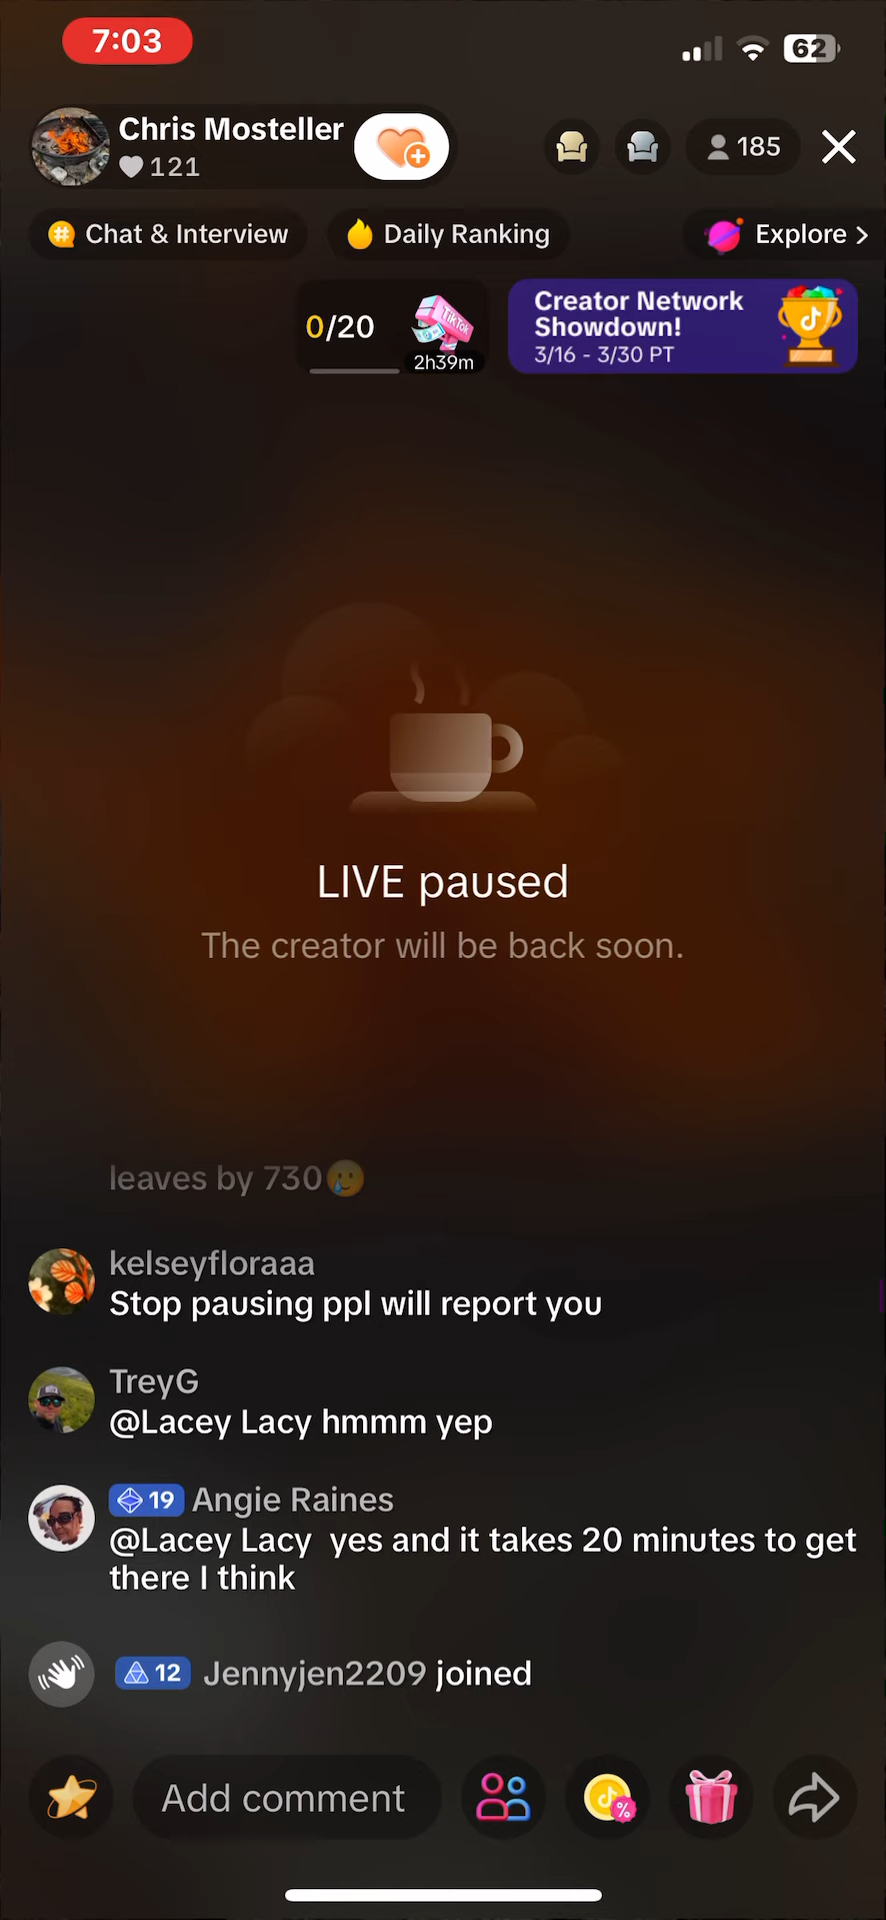 7:03
62
Chris Mosteller
121
185
Chat & Interview
Daily Ranking
Explore >
0/20
TikTok
2h39m
Creator Network
Showdown!
3/16 - 3/30 PT
LIVE paused
The creator will be back soon.
leaves by 730🥲
kelseyfloraaa
Stop pausing ppl will report you
TreyG
@Lacey Lacy hmmm yep
19 Angie Raines
@Lacey Lacy  yes and it takes 20 minutes to get
there I think
12 Jennyjen2209 joined
Add comment
%